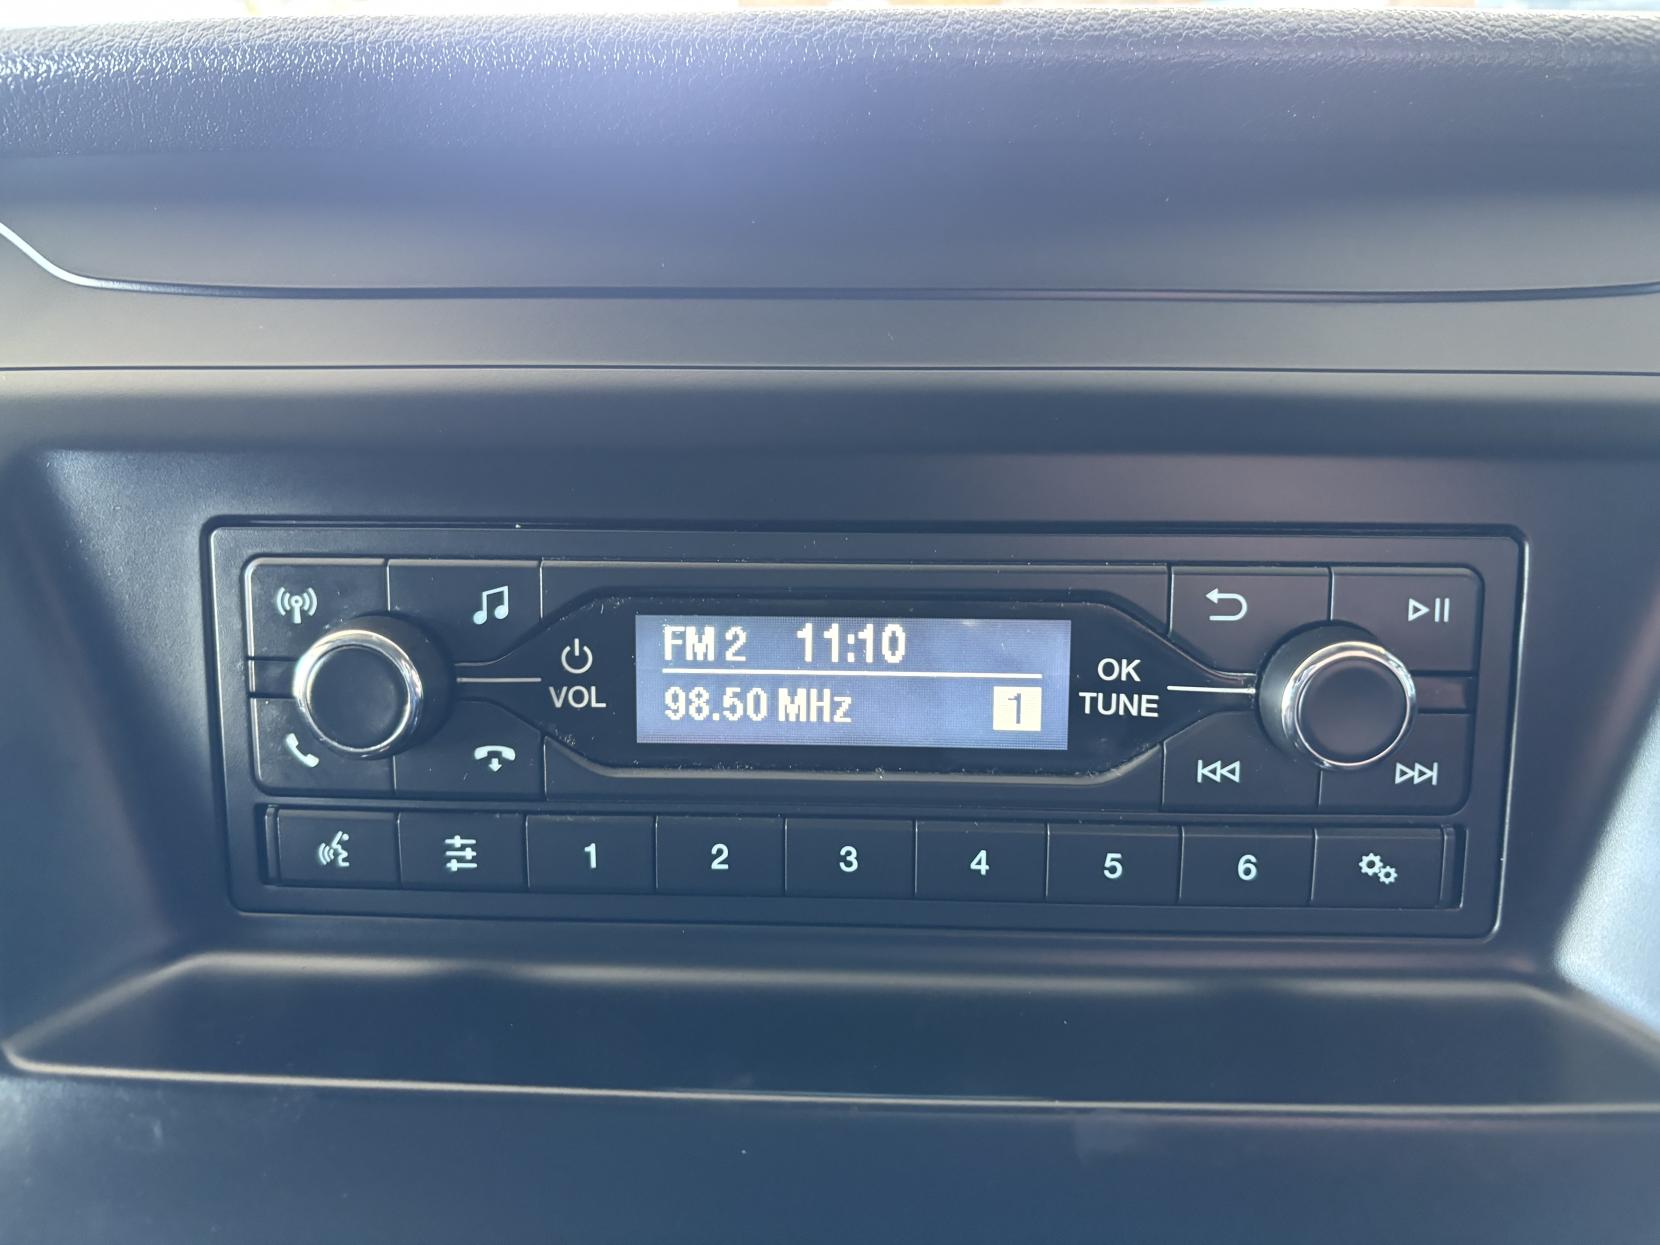 FM 2 11:10
98.50 MHz 1
VOL
OK
TUNE
1 2 3 4 5 6